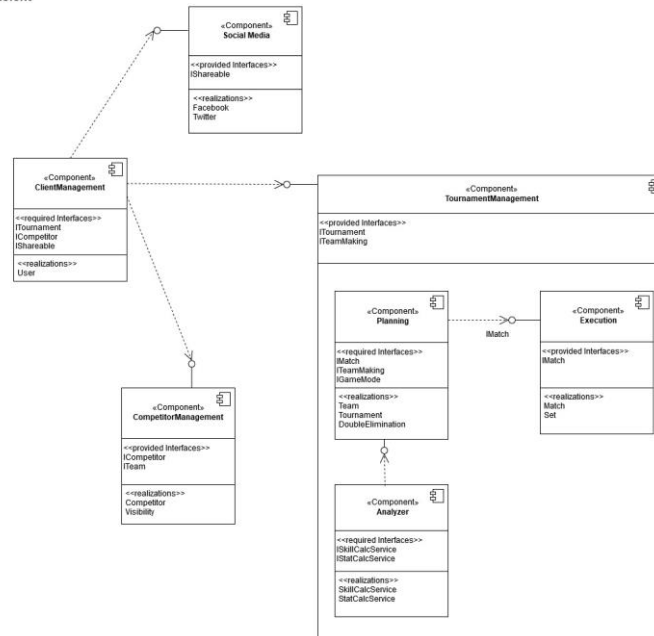 «Component»
Social Media
<<provided Interfaces>>
IShareable
<<realizations>>
Facebook
Twitter
«Component»
ClientManagement
<<required Interfaces>>
ITournament
ICompetitor
IShareable
<<realizations>>
User
«Component»
TournamentManagement
<<provided Interfaces>>
ITournament
ITeamMaking
«Component»
Planning
<<required Interfaces>>
IMatch
ITeamMaking
IGameMode
<<realizations>>
Team
Tournament
DoubleElimination
IMatch
«Component»
Execution
<<provided Interfaces>>
IMatch
<<realizations>>
Match
Set
«Component»
CompetitorManagement
<<provided Interfaces>>
ICompetitor
ITeam
<<realizations>>
Competitor
Visibility
«Component»
Analyzer
<<required Interfaces>>
ISkillCalcService
IStatCalcService
<<realizations>>
SkillCalcService
StatCalcService